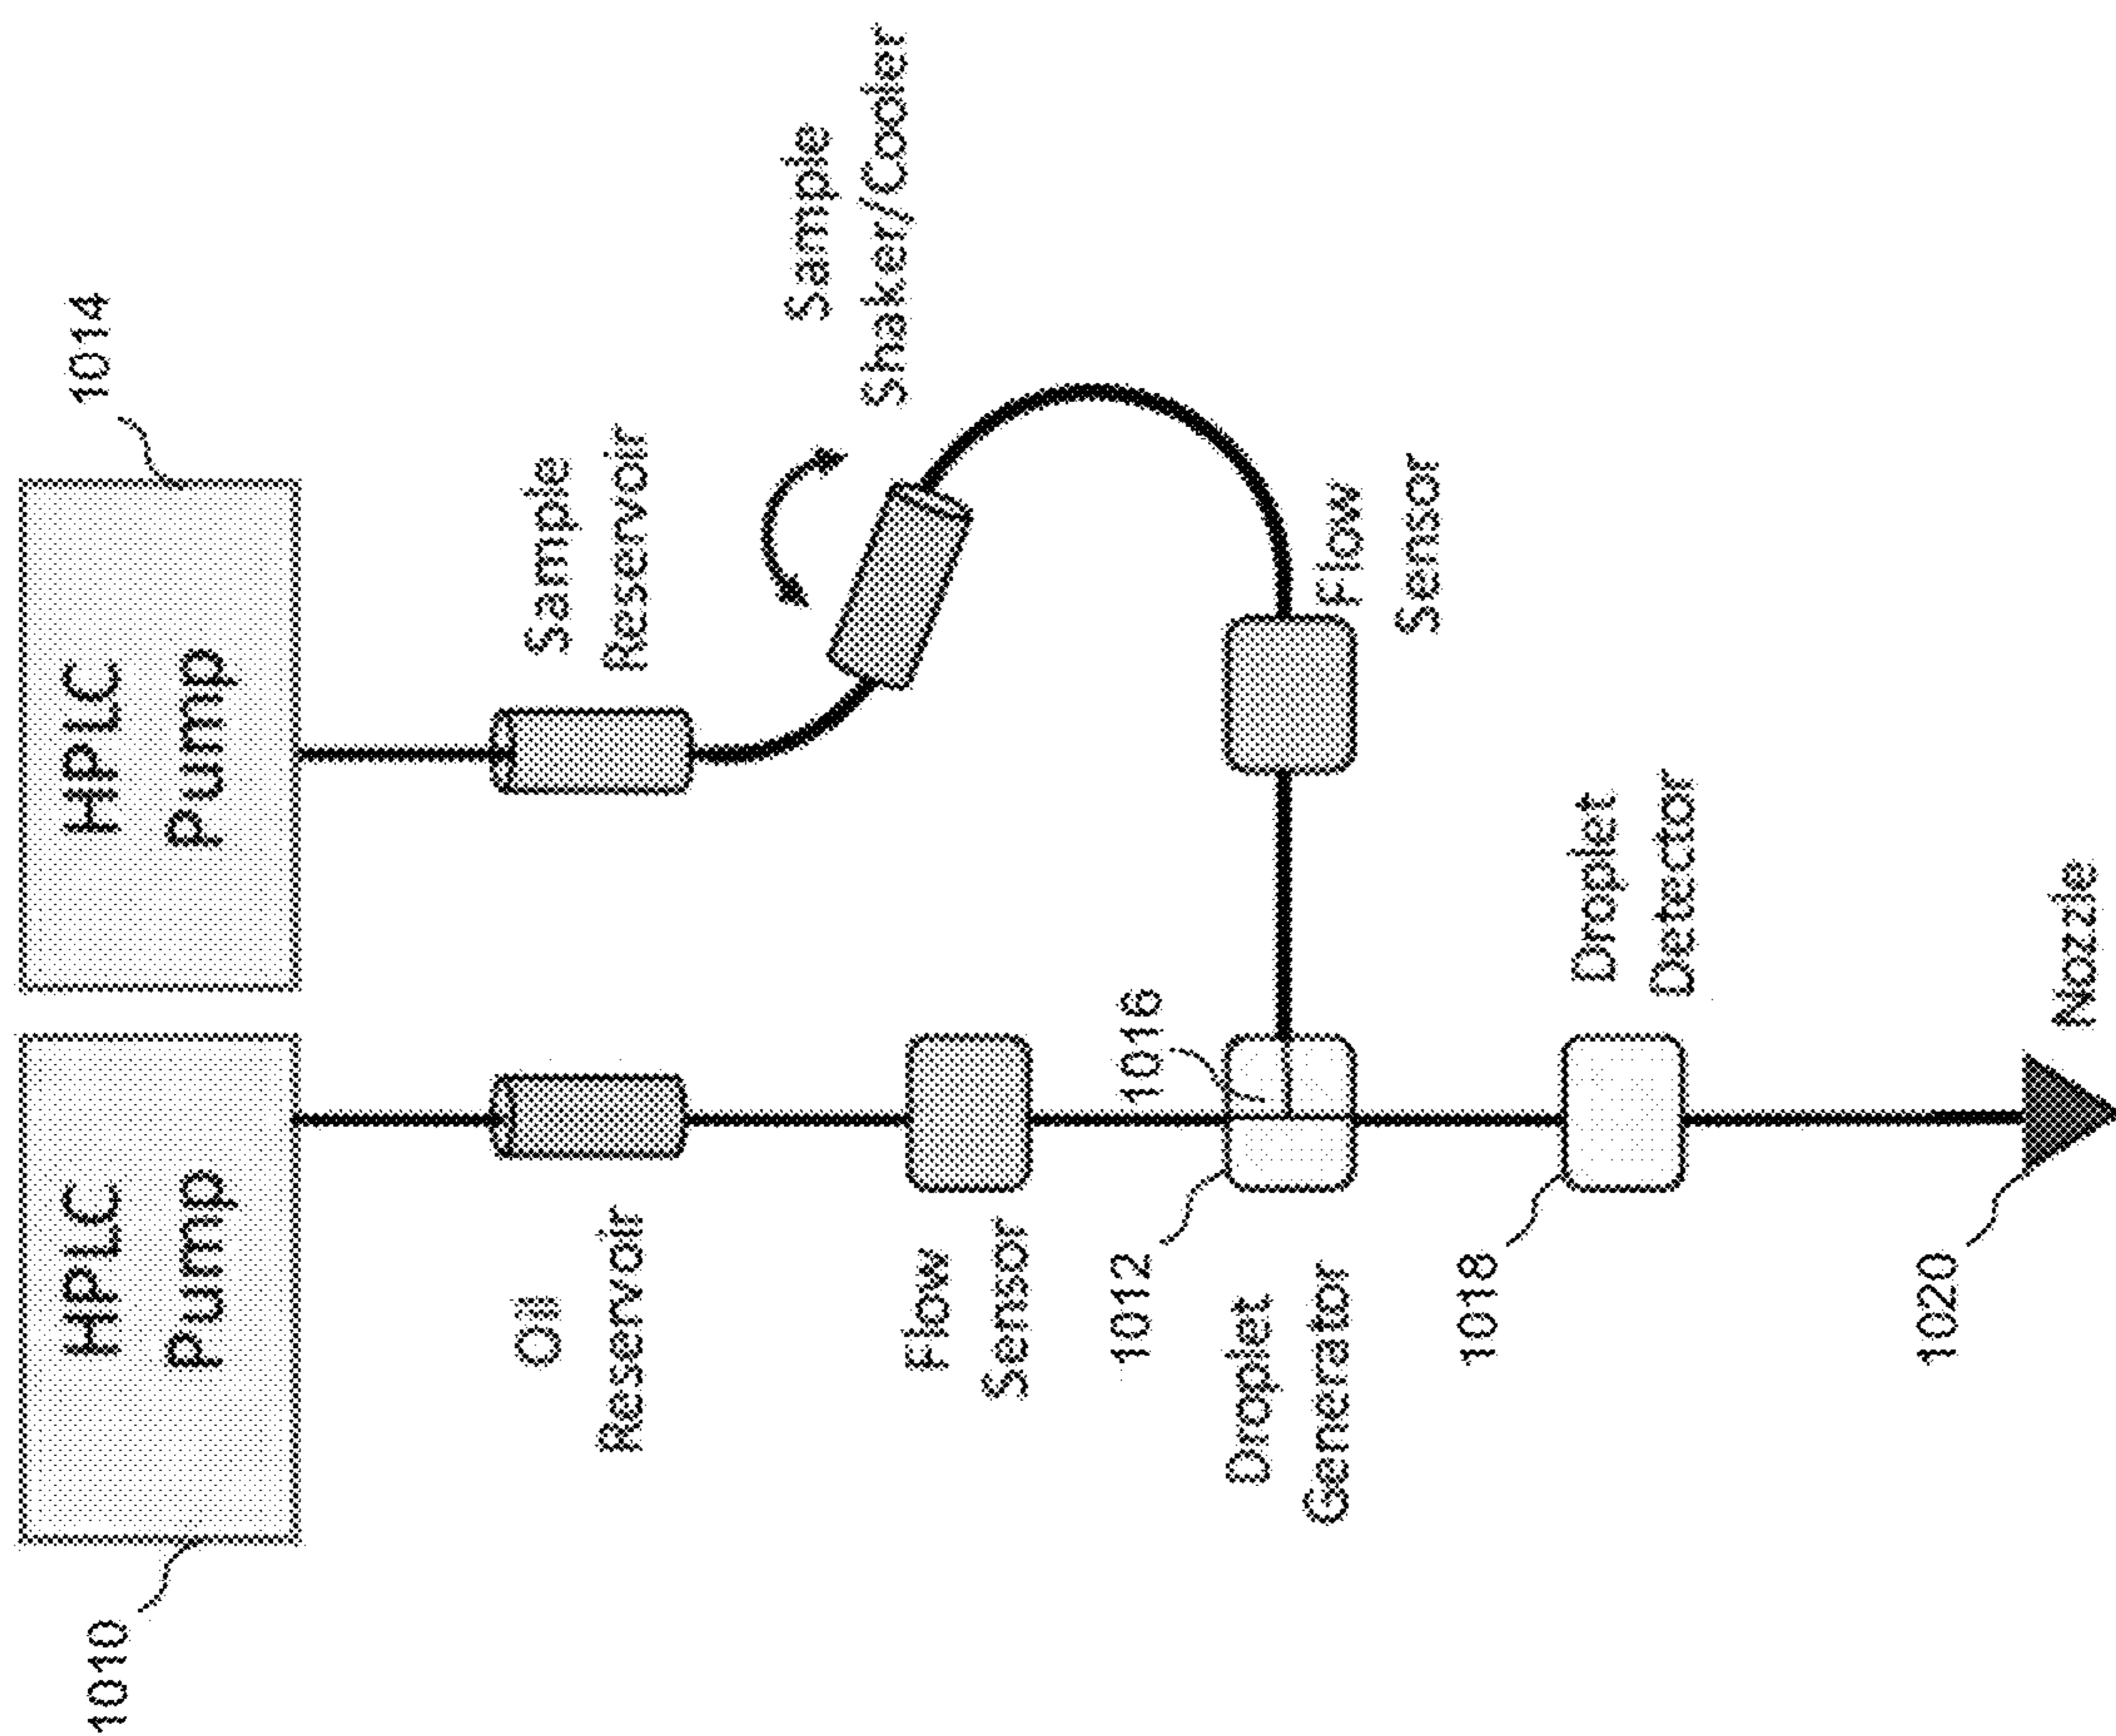 1010
HPLC
Pump
HPLC
Pump
1014
Oil
Reservoir
Sample
Reservoir
Sample
Shaker/Cooler
Flow
Sensor
Flow
Sensor
1012
1016
Droplet
Generator
1018
Droplet
Detector
1020
Nozzle